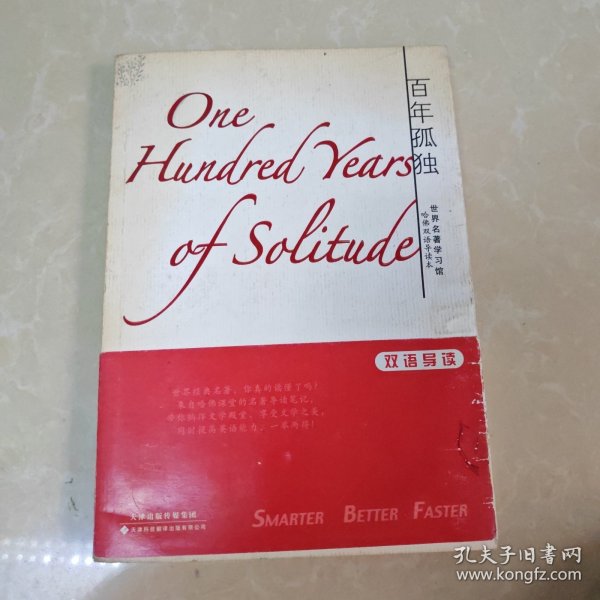 One
Hundred Years
of Solitude
百年孤独
世界名著学习馆
哈佛双语导读本
双语导读
世界经典名著，你真的读懂了吗？
来自哈佛课堂的名著导读笔记，
带你徜徉文学殿堂、享受文学之美，
同时提高英语能力，一举两得！
SMARTER BETTER FASTER
天津出版传媒集团
天津科技翻译出版有限公司
孔夫子旧书网
www.kongfz.com